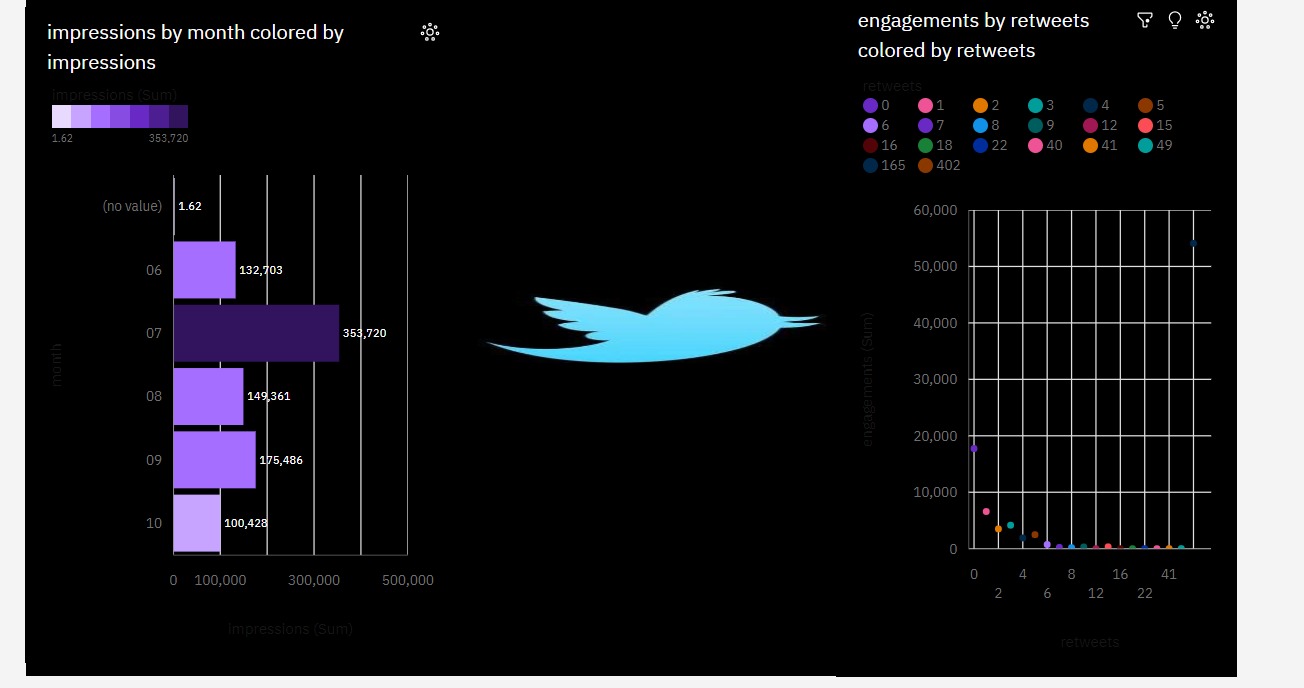 impressions by month colored by
impressions
impressions (Sum)
1.62 353,720
(no value) 1.62
06 132,703
07 353,720
08 149,361
09 175,486
10 100,428
month
0 100,000 300,000 500,000
impressions (Sum)
engagements by retweets
colored by retweets
retweets
0 1 2 3 4 5
6 7 8 9 12 15
16 18 22 40 41 49
165 402
60,000
50,000
40,000
30,000
20,000
10,000
0
engagements (Sum)
0 4 8 16 41
2 6 12 22
retweets